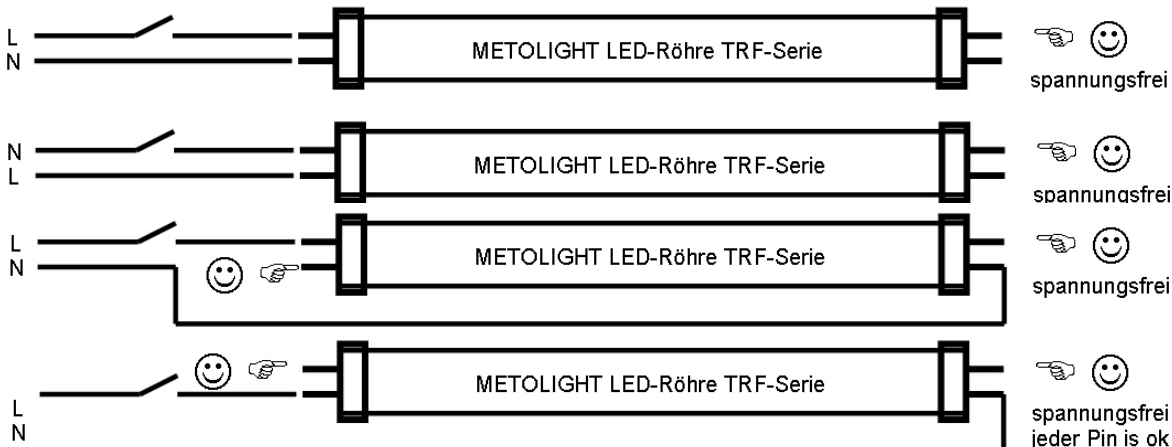 L
N
METOLIGHT LED-Röhre TRF-Serie
spannungsfrei
N
L
METOLIGHT LED-Röhre TRF-Serie
spannungsfrei
L
N
METOLIGHT LED-Röhre TRF-Serie
spannungsfrei
L
N
METOLIGHT LED-Röhre TRF-Serie
spannungsfrei
jeder Pin is ok